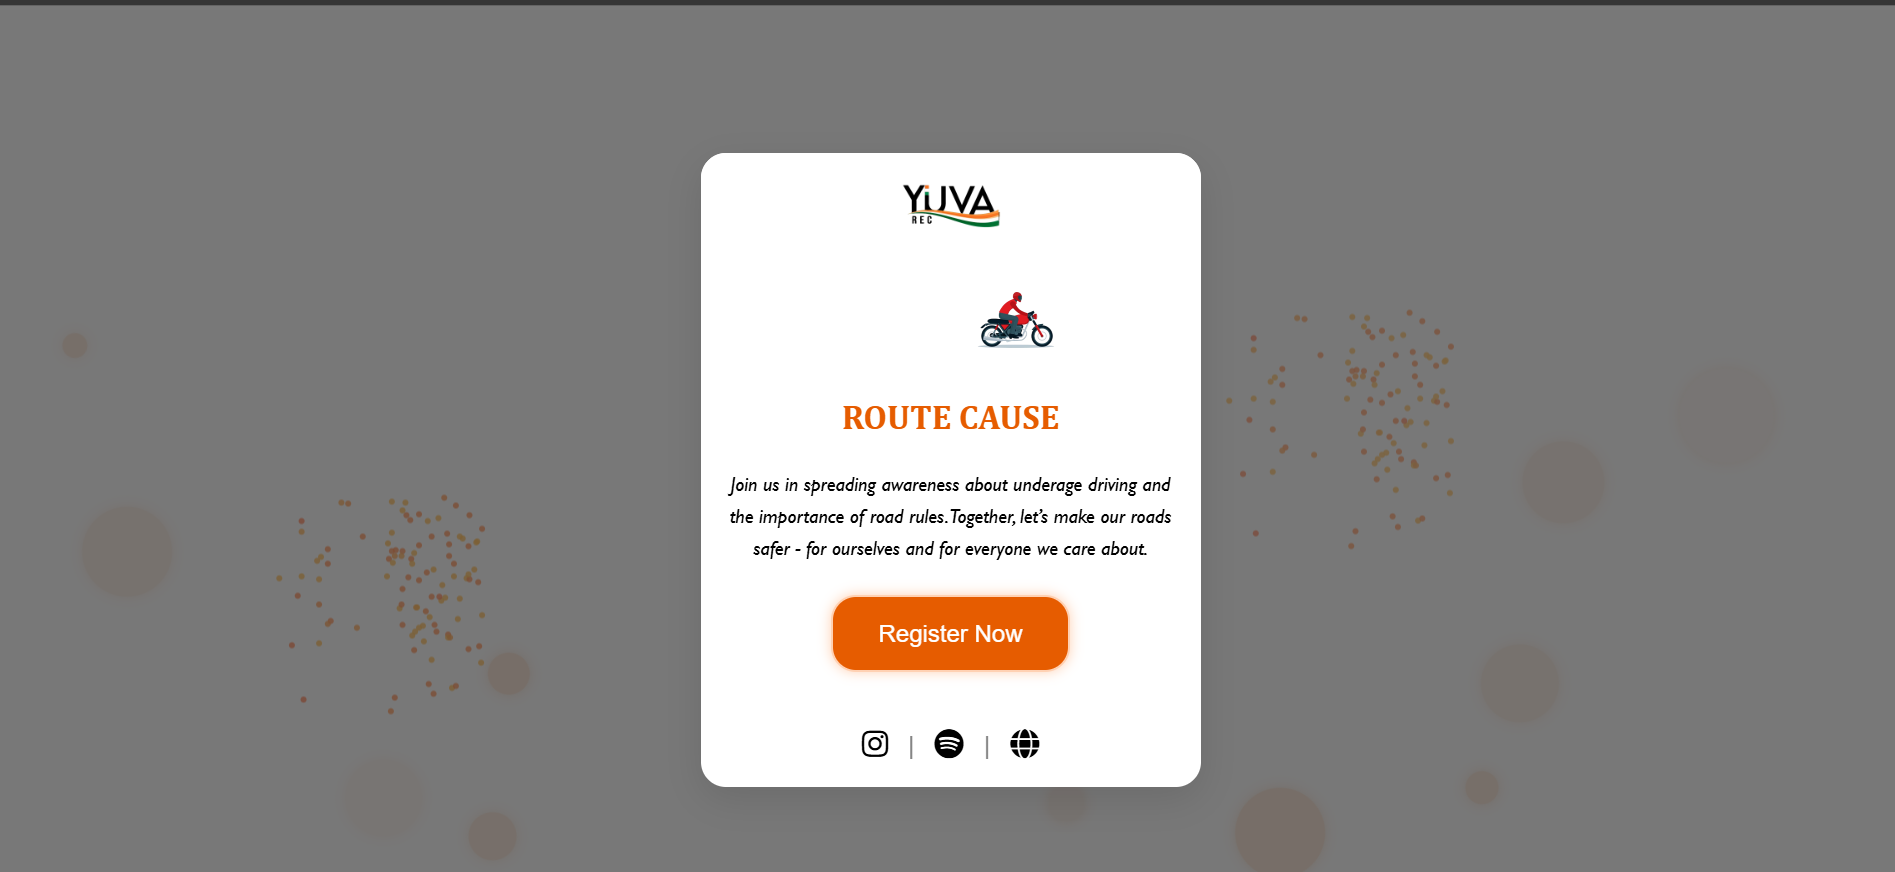 YUVA
REC
ROUTE CAUSE
Join us in spreading awareness about underage driving and
the importance of road rules. Together, let’s make our roads
safer - for ourselves and for everyone we care about.
Register Now